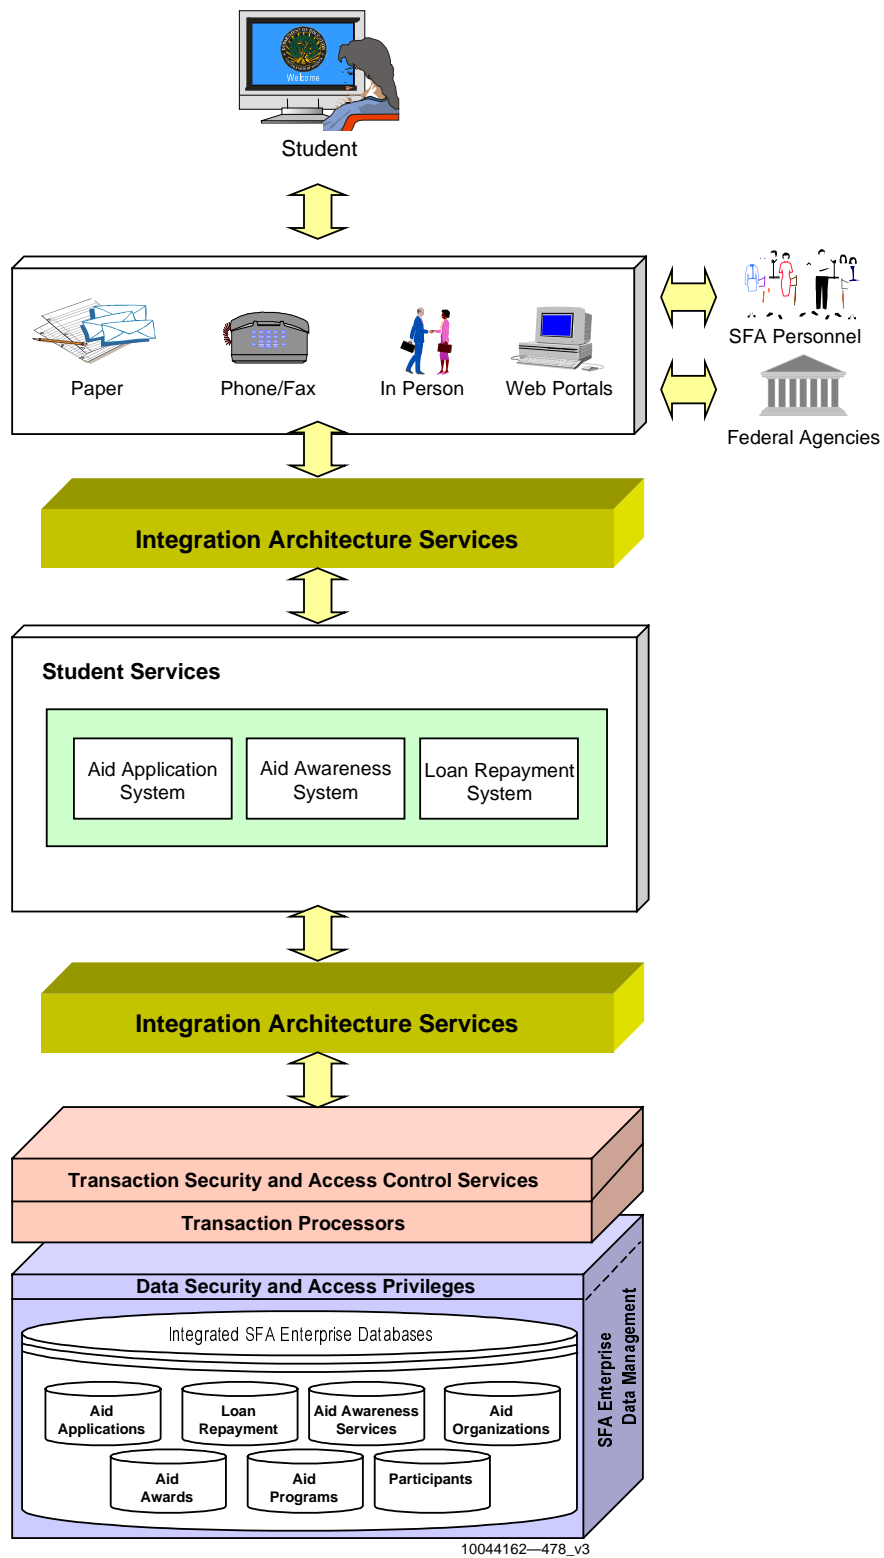 Welcome
Student
Paper
Phone/Fax
In Person
Web Portals
SFA Personnel
Federal Agencies
Integration Architecture Services
Student Services
Aid Application
System
Aid Awareness
System
Loan Repayment
System
Integration Architecture Services
Transaction Security and Access Control Services
Transaction Processors
Data Security and Access Privileges
SFA Enterprise
Data Management
Integrated SFA Enterprise Databases
Aid
Applications
Loan
Repayment
Aid Awareness
Services
Aid
Organizations
Aid
Awards
Aid
Programs
Participants
10044162—478_v3